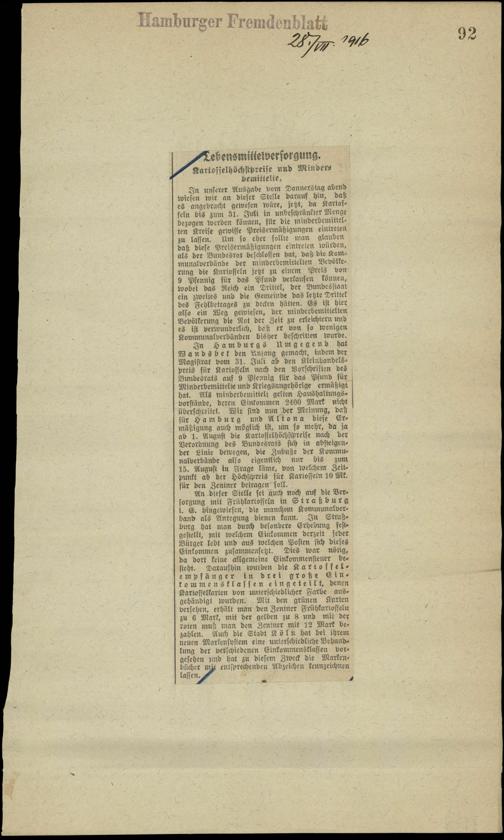 Hamburger Fremdenblatt
28./VII. 1916
92
Lebensmittelversorgung.
Kartoffelhöchstpreise und Minder-
bemittelte.
In unserer Ausgabe vom Donnerstag abend
wiesen wir an dieser Stelle darauf hin, daß
es angebracht gewesen wäre, jetzt, da Kartof-
feln bis zum 31. Juli in unbeschränkter Menge
bezogen werden können, für die minderbemittel-
ten Kreise gewisse Preisermäßigungen eintreten
zu lassen. Um so eher sollte man glauben
daß diese Preisermäßigungen eintreten würden,
als der Bundesrat beschlossen hat, daß die Kom-
munalverbände der minderbemittelten Bevölke-
rung die Kartoffeln jetzt zu einem Preis von
9 Pfennig für das Pfund verkaufen können,
wobei das Reich ein Drittel, der Bundesstaat
ein zweites und die Gemeinde das letzte Drittel
des Fehlbetrages zu decken hätten. Es ist hier
also ein Weg gewiesen, der minderbemittelten
Bevölkerung die Not der Zeit zu erleichtern und
es ist verwunderlich, daß er von so wenigen
Kommunalverbänden bisher beschritten wurde.
In Hamburgs Umgegend hat
Wandsbek den Anfang gemacht, indem der
Magistrat vom 31. Juli ab den Kleinhandels-
preis für Kartoffeln nach den Vorschriften des
Bundesrats auf 9 Pfennig für das Pfund für
Minderbemittelte und Kriegsangehörige ermäßigt
hat. Als minderbemittelt gelten Haushaltungs-
vorstände, deren Einkommen 2400 Mark nicht
überschreitet. Wir sind nun der Meinung, daß
für Hamburg und Altona diese Er-
mäßigung auch möglich ist, um so mehr, da ja
ab 1. August die Kartoffelhöchstpreise nach der
Verordnung des Bundesrats sich in absteigen-
der Linie bewegen, die Zubuße der Kommu-
nalverbände also eigentlich nur bis zum
15. August in Frage käme, von welchem Zeit-
punkt ab der Höchstpreis für Kartoffeln 10 Mk.
für den Zentner betragen soll.
An dieser Stelle sei auch noch auf die Ver-
sorgung mit Frühkartoffeln in Straßburg
i. E. hingewiesen, die manchem Kommunalver-
band als Anregung dienen kann. In Straß-
burg hat man durch besondere Erhebung fest-
gestellt, mit welchem Einkommen derzeit jeder
Bürger lebt und aus welchen Posten sich dieses
Einkommen zusammensetzt. Dies war nötig,
da dort keine allgemeine Einkommensteuer be-
steht. Daraufhin wurden die Kartoffel-
empfänger in drei große Ein-
kommensklassen eingeteilt, denen
Kartoffelkarten von unterschiedlicher Farbe aus-
gehändigt wurden. Mit den grünen Karten
versehen, erhält man den Zentner Frühkartoffeln
zu 6 Mark, mit der gelben zu 8 und mit der
roten muß man den Zentner mit 12 Mark be-
zahlen. Auch die Stadt Köln hat bei ihrem
neuen Markensystem eine unterschiedliche Behand-
lung der verschiedenen Einkommensklassen vor-
gesehen und hat zu diesem Zweck die Marken-
bücher mit entsprechenden Abzeichen kennzeichnen
lassen.